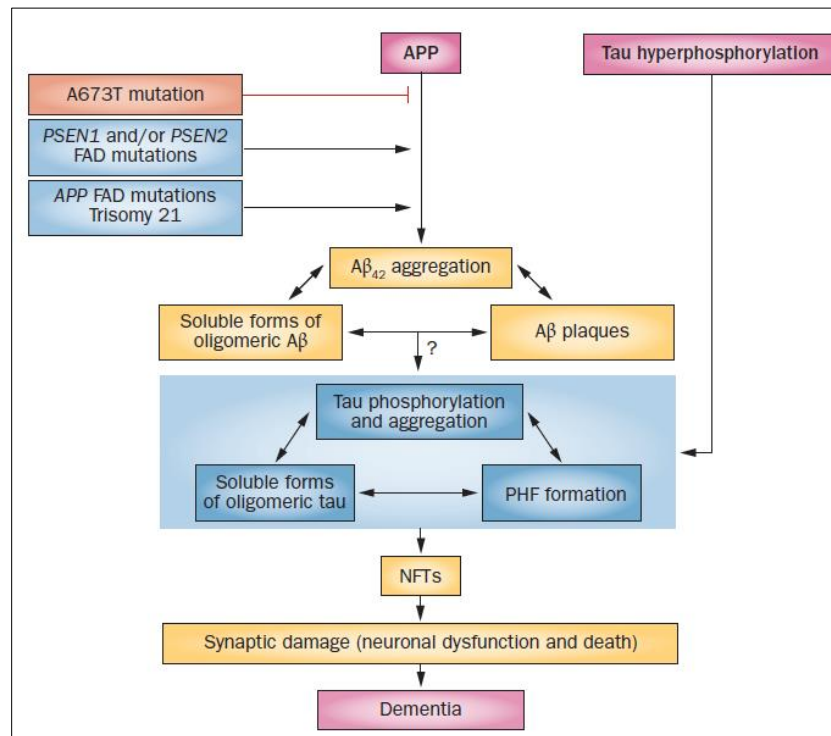 APP
Tau hyperphosphorylation
A673T mutation
PSEN1 and/or PSEN2
FAD mutations
APP FAD mutations
Trisomy 21
Aβ₄₂ aggregation
Soluble forms of
oligomeric Aβ
Aβ plaques
?
Tau phosphorylation
and aggregation
Soluble forms
of oligomeric tau
PHF formation
NFTs
Synaptic damage (neuronal dysfunction and death)
Dementia